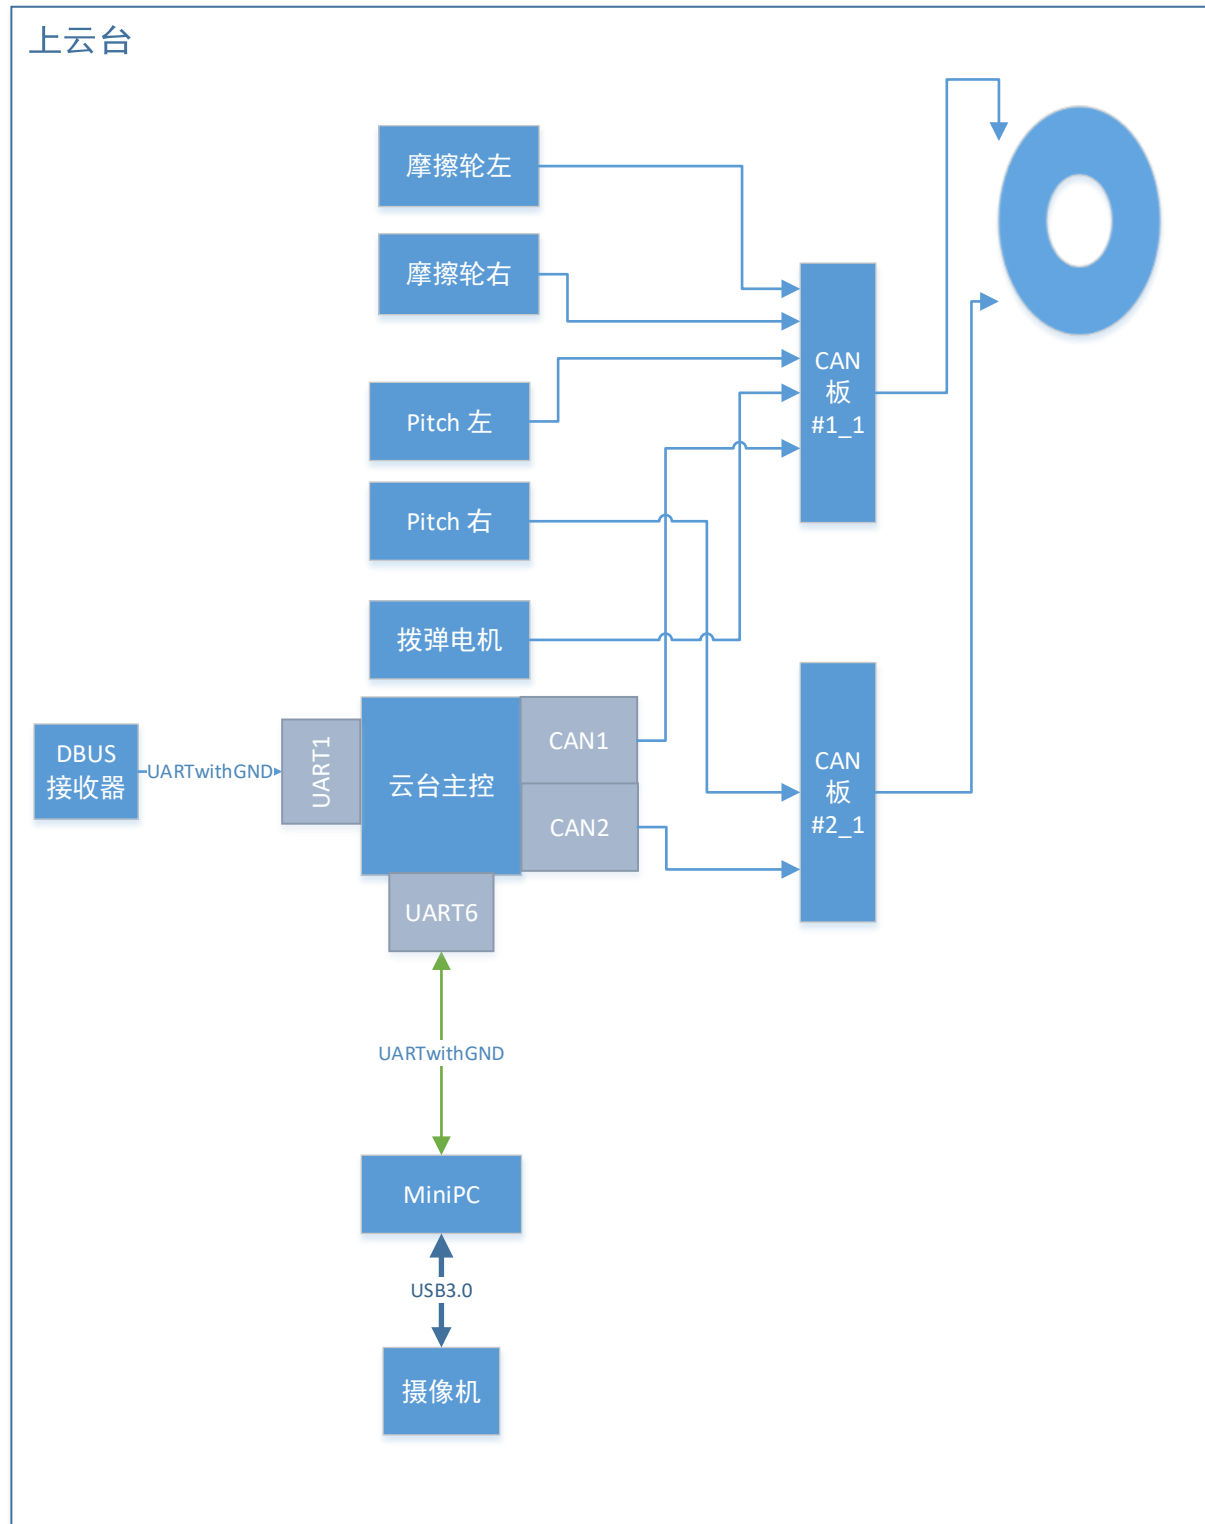 上云台
摩擦轮左
摩擦轮右
CAN
板
#1_1
Pitch 左
Pitch 右
拨弹电机
DBUS
接收器
UARTwithGND
UART1
云台主控
CAN1
CAN2
CAN
板
#2_1
UART6
UARTwithGND
MiniPC
USB3.0
摄像机